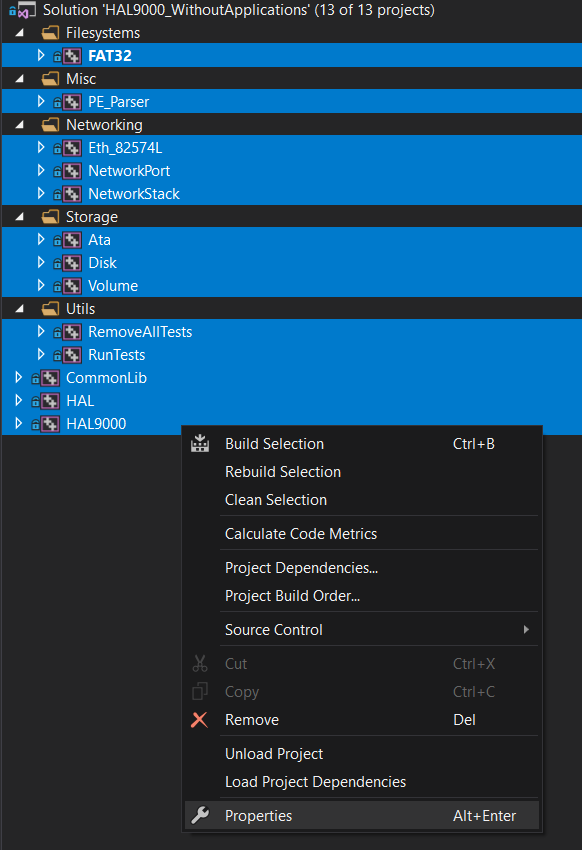 Solution 'HAL9000_WithoutApplications' (13 of 13 projects)
Filesystems
FAT32
Misc
PE_Parser
Networking
Eth_82574L
NetworkPort
NetworkStack
Storage
Ata
Disk
Volume
Utils
RemoveAllTests
RunTests
CommonLib
HAL
HAL9000
Build Selection Ctrl+B
Rebuild Selection
Clean Selection
Calculate Code Metrics
Project Dependencies...
Project Build Order...
Source Control
Cut Ctrl+X
Copy Ctrl+C
Remove Del
Unload Project
Load Project Dependencies
Properties Alt+Enter